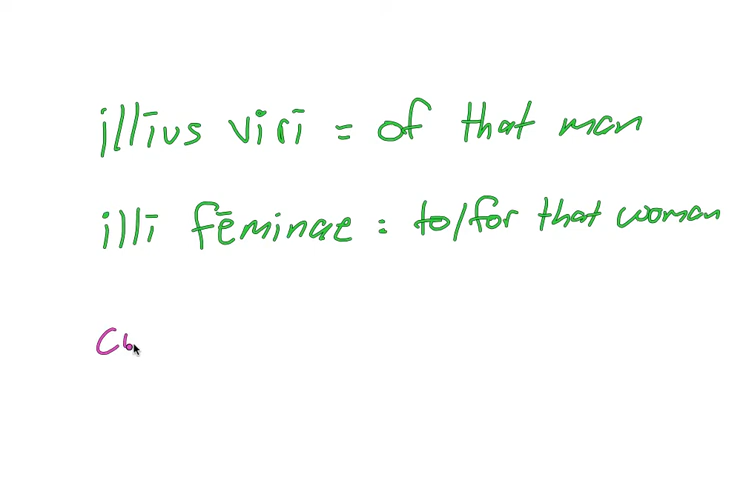 illīus virī = of that man
illī fēminae = to/for that woman